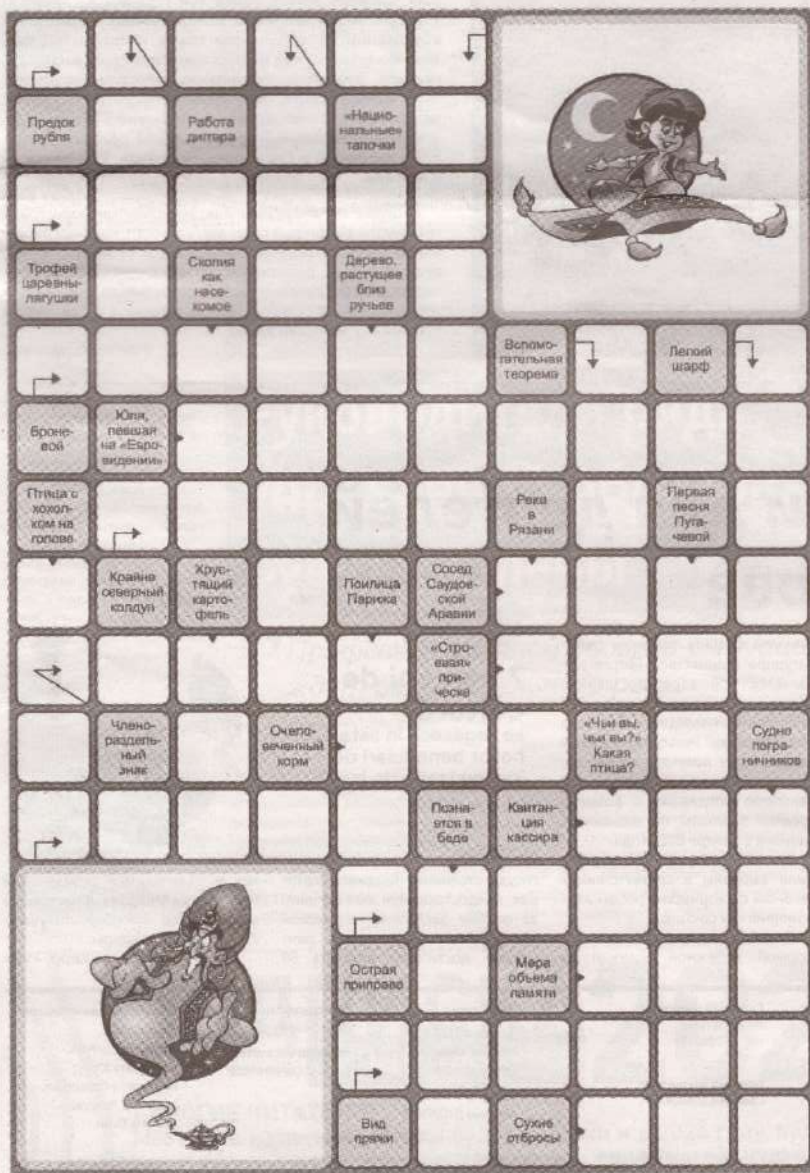 Предок
рубля
Работа
диктора
«Нацио-
нальные»
тапочки
Трофей
царевны-
лягушки
Сколия
как
насе-
комое
Дерево,
растущее
близ
ручьев
Вспомо-
гательная
теорема
Легкий
шарф
Броне-
вой
Юлия,
певшая
на «Евро-
видении»
Птица с
хохол-
ком на
голове
Река
в
Рязани
Первая
песня
Пуга-
чевой
Крайне
северный
колдун
Хрус-
тящий
карто-
фель
Поилица
Парижа
Сосед
Саудов-
ской
Аравии
«Стро-
евая»
при-
ческа
Члено-
раздель-
ный
знак
Очело-
веченный
корм
«Чьи вы,
чьи вы?»
Какая
птица?
Судно
погра-
ничников
Позна-
ется в
беде
Квитан-
ция
кассира
Острая
приправа
Мера
объема
памяти
Вид
пряжи
Сухие
отбросы